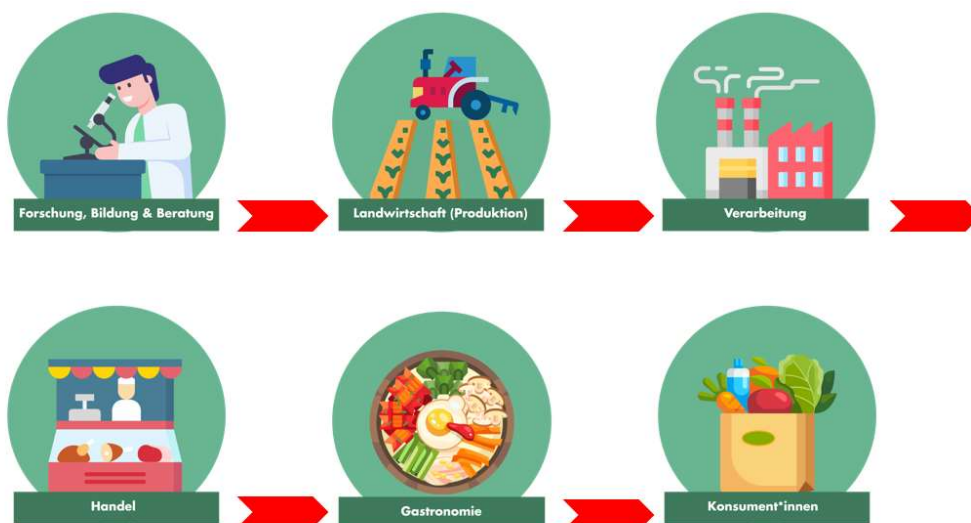 Forschung, Bildung & Beratung
Landwirtschaft (Produktion)
Verarbeitung
Handel
Gastronomie
Konsument*innen